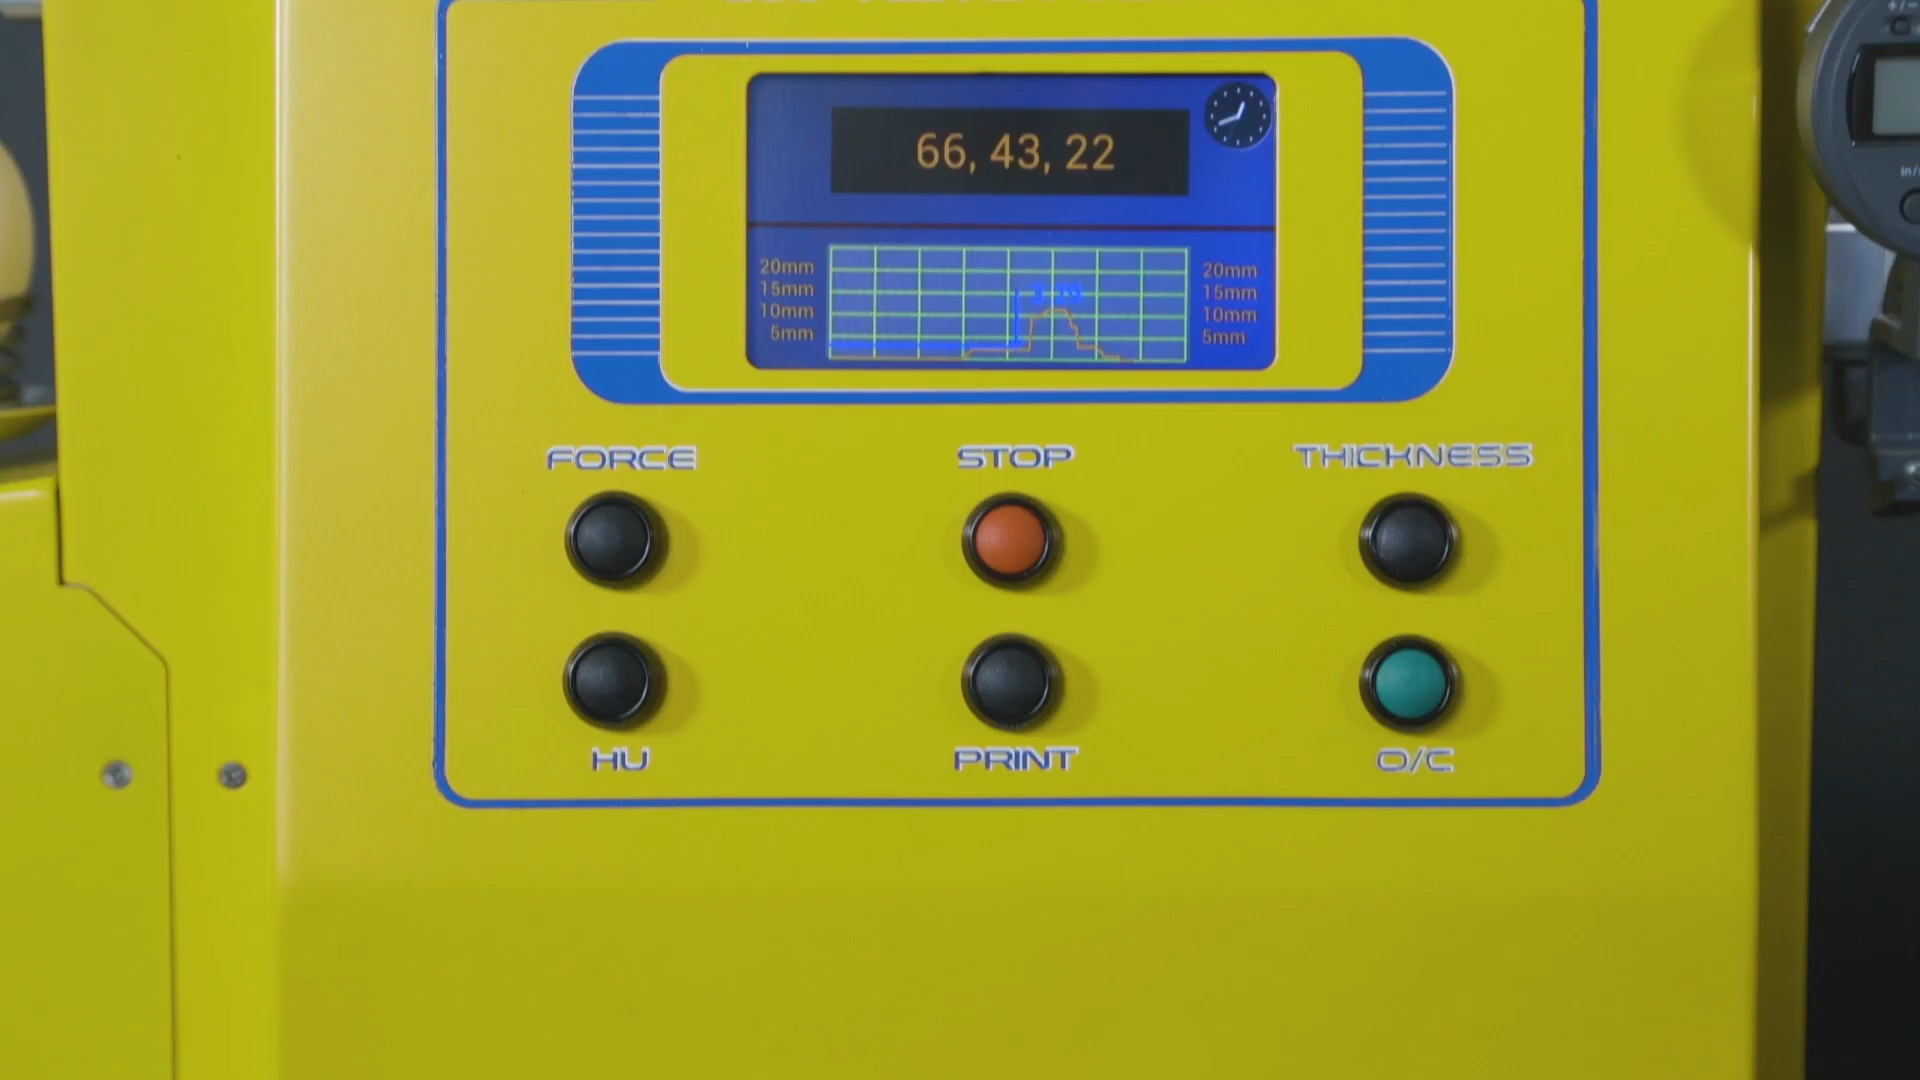 66, 43, 22
20mm 20mm
15mm 15mm
10mm 10mm
5mm 5mm
FORCE STOP THICKNESS
HU PRINT O/C
+/-